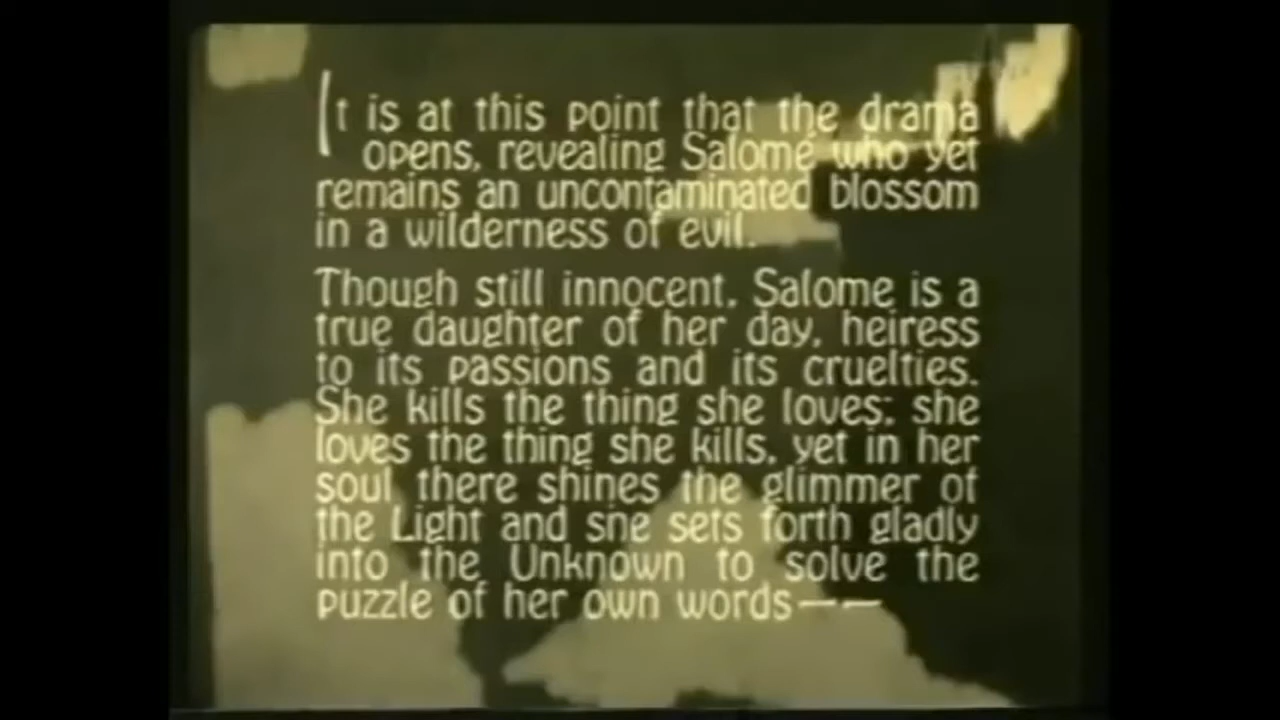 It is at this point that the drama
opens, revealing Salomé who yet
remains an uncontaminated blossom
in a wilderness of evil.
Though still innocent, Salome is a
true daughter of her day, heiress
to its passions and its cruelties.
She kills the thing she loves; she
loves the thing she kills, yet in her
soul there shines the glimmer of
the Light and she sets forth gladly
into the Unknown to solve the
puzzle of her own words——